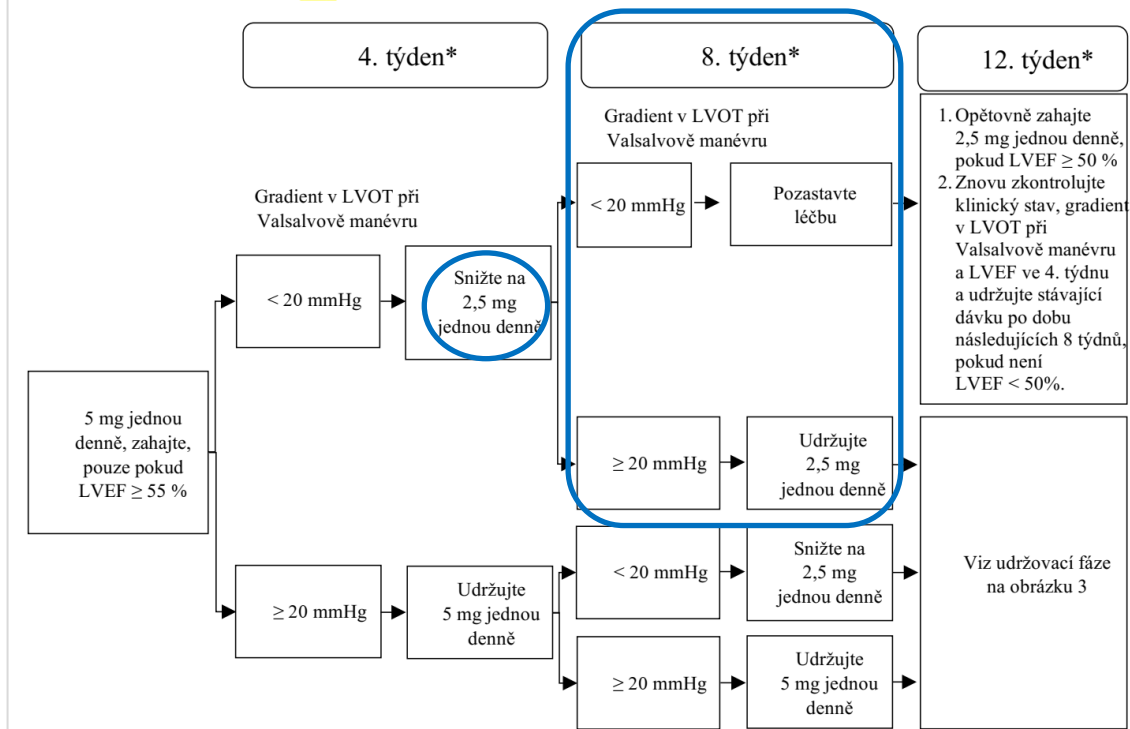 4. týden*
8. týden*
12. týden*
5 mg jednou
denně, zahajte,
pouze pokud
LVEF ≥ 55 %
Gradient v LVOT při
Valsalvově manévru
< 20 mmHg
Snižte na
2,5 mg
jednou denně
≥ 20 mmHg
Udržujte
5 mg jednou
denně
Gradient v LVOT při
Valsalvově manévru
< 20 mmHg
Pozastavte
léčbu
≥ 20 mmHg
Udržujte
2,5 mg
jednou denně
< 20 mmHg
Snižte na
2,5 mg
jednou denně
≥ 20 mmHg
Udržujte
5 mg jednou
denně
1. Opětovně zahajte
2,5 mg jednou denně,
pokud LVEF ≥ 50 %
2. Znovu zkontrolujte
klinický stav, gradient
v LVOT při
Valsalvově manévru
a LVEF ve 4. týdnu
a udržujte stávající
dávku po dobu
následujících 8 týdnů,
pokud není
LVEF < 50%.
Viz udržovací fáze
na obrázku 3